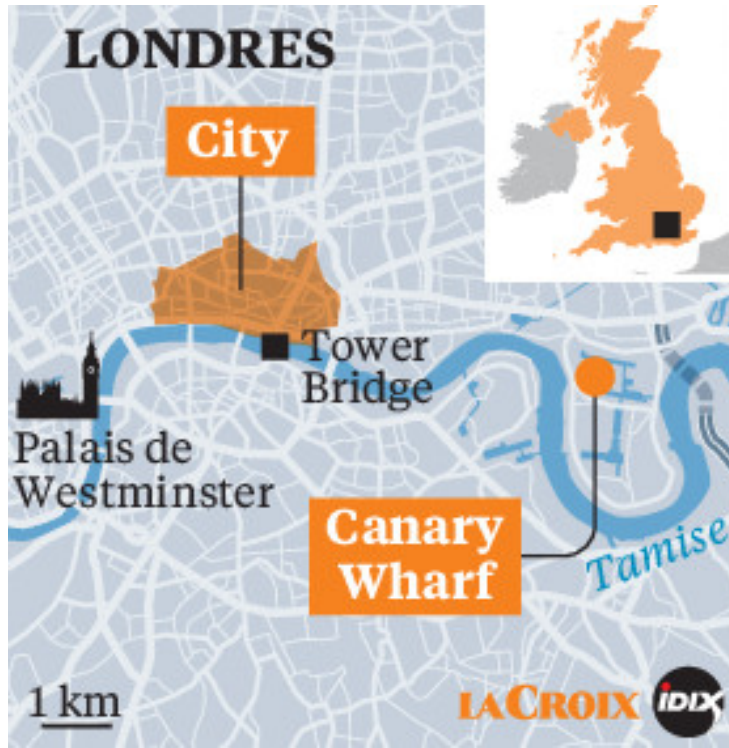 LONDRES
City
Tower
Bridge
Palais de
Westminster
Canary
Wharf
Tamise
1 km
LA CROIX
iDIX